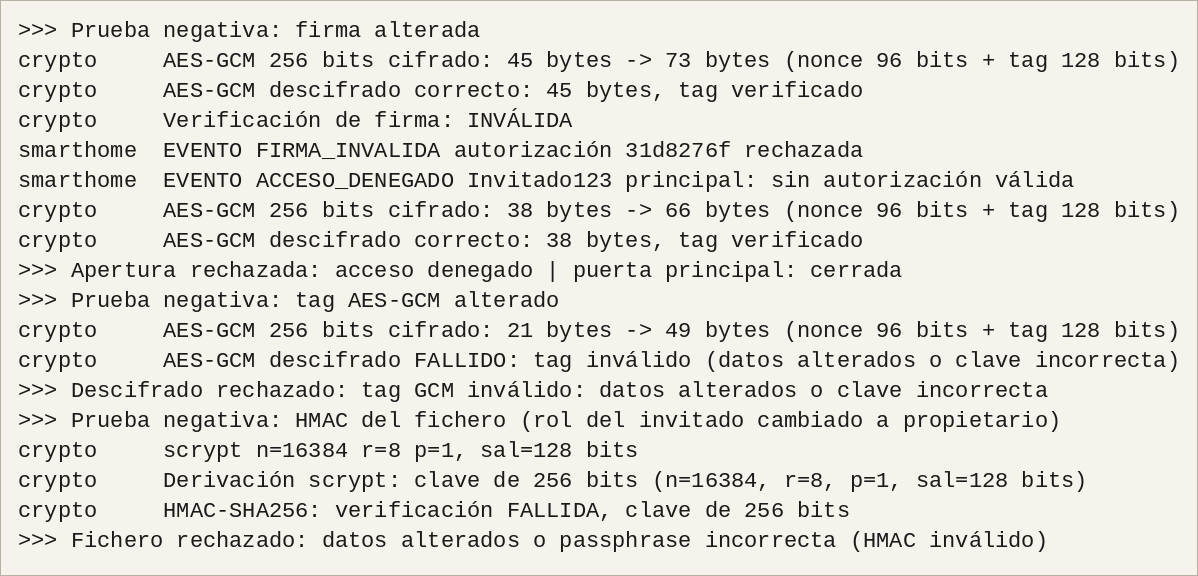 >>> Prueba negativa: firma alterada
crypto     AES-GCM 256 bits cifrado: 45 bytes -> 73 bytes (nonce 96 bits + tag 128 bits)
crypto     AES-GCM descifrado correcto: 45 bytes, tag verificado
crypto     Verificación de firma: INVÁLIDA
smarthome  EVENTO FIRMA_INVALIDA autorización 31d8276f rechazada
smarthome  EVENTO ACCESO_DENEGADO Invitado123 principal: sin autorización válida
crypto     AES-GCM 256 bits cifrado: 38 bytes -> 66 bytes (nonce 96 bits + tag 128 bits)
crypto     AES-GCM descifrado correcto: 38 bytes, tag verificado
>>> Apertura rechazada: acceso denegado | puerta principal: cerrada
>>> Prueba negativa: tag AES-GCM alterado
crypto     AES-GCM 256 bits cifrado: 21 bytes -> 49 bytes (nonce 96 bits + tag 128 bits)
crypto     AES-GCM descifrado FALLIDO: tag inválido (datos alterados o clave incorrecta)
>>> Descifrado rechazado: tag GCM inválido: datos alterados o clave incorrecta
>>> Prueba negativa: HMAC del fichero (rol del invitado cambiado a propietario)
crypto     scrypt n=16384 r=8 p=1, sal=128 bits
crypto     Derivación scrypt: clave de 256 bits (n=16384, r=8, p=1, sal=128 bits)
crypto     HMAC-SHA256: verificación FALLIDA, clave de 256 bits
>>> Fichero rechazado: datos alterados o passphrase incorrecta (HMAC inválido)